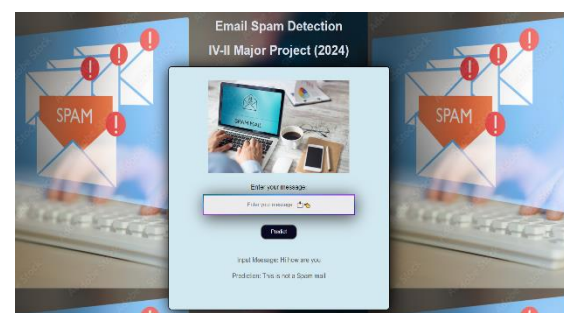 Email Spam Detection
IV-II Major Project (2024)
SPAM
SPAM
Enter your message:
Enter your message
Predict
Input Message: Hi how are you
Prediction: This is not a Spam mail